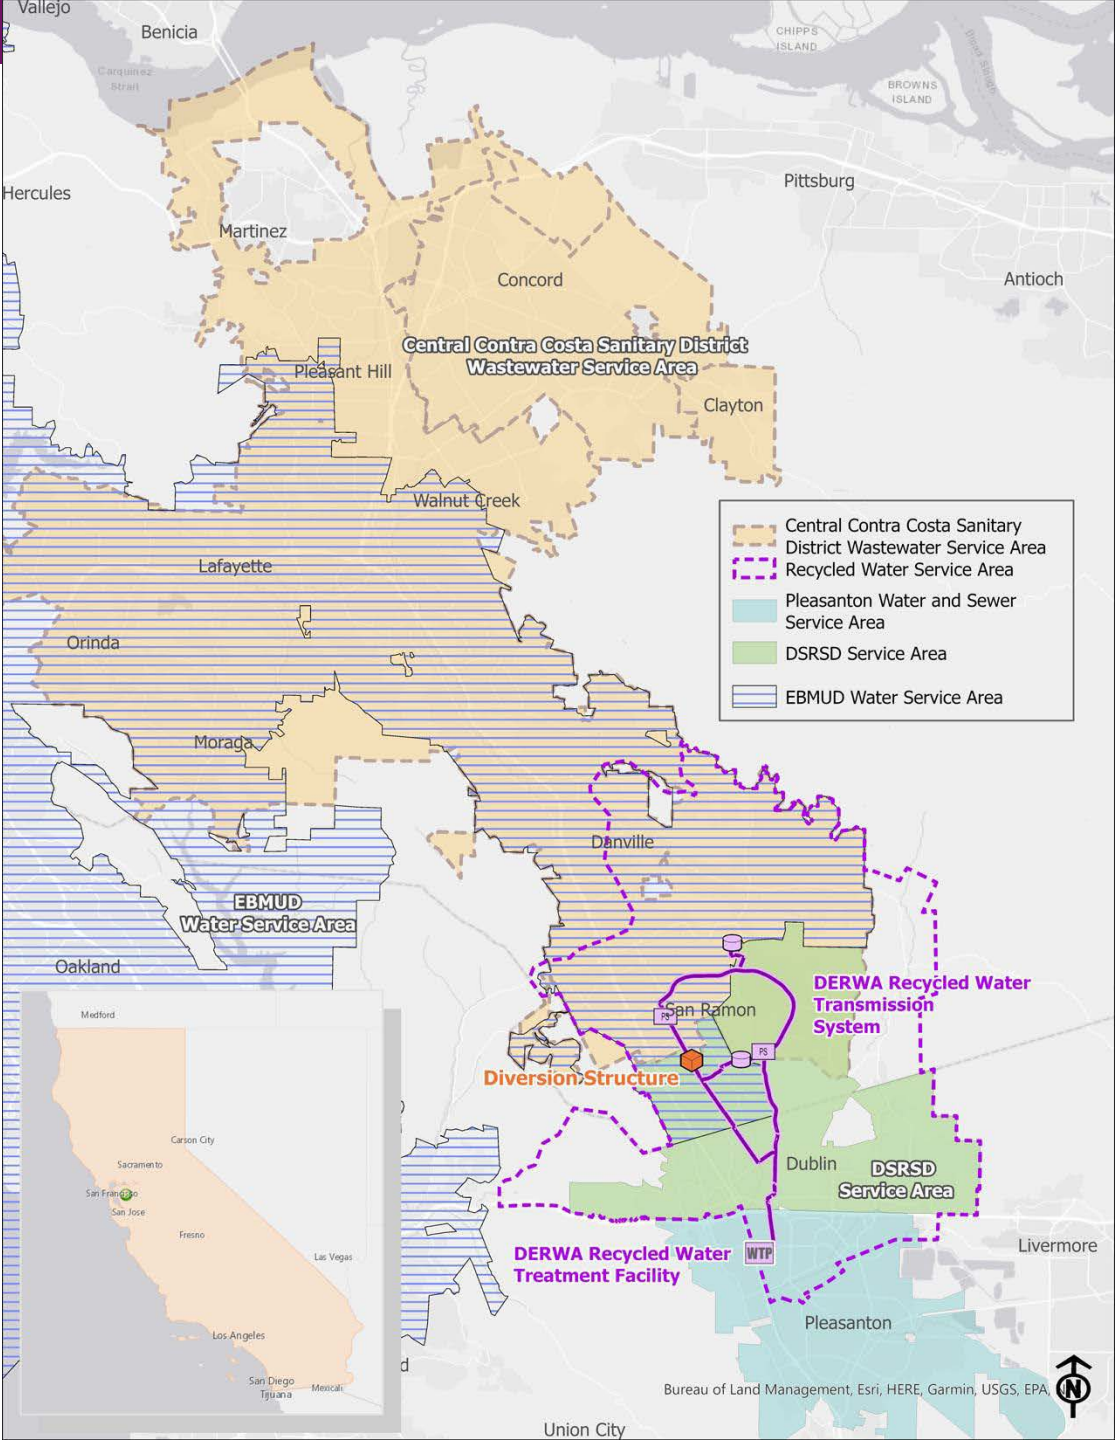 Vallejo
Benicia
CHIPPS
ISLAND
Carquinez
Strait
Broad Slough
BROWNS
ISLAND
Hercules
Pittsburg
Martinez
Concord
Antioch
Central Contra Costa Sanitary District
Wastewater Service Area
Pleasant Hill
Clayton
Walnut Creek
Central Contra Costa Sanitary
District Wastewater Service Area
Recycled Water Service Area
Pleasanton Water and Sewer
Service Area
DSRSD Service Area
EBMUD Water Service Area
Lafayette
Orinda
Moraga
Danville
EBMUD
Water Service Area
Oakland
DERWA Recycled Water
Transmission
System
San Ramon
PS
PS
Diversion Structure
Dublin
DSRSD
Service Area
DERWA Recycled Water
Treatment Facility
WTP
Livermore
Pleasanton
Medford
Carson City
Sacramento
San Francisco
San Jose
Fresno
Las Vegas
Los Angeles
San Diego
Tijuana
Mexicali
d
Bureau of Land Management, Esri, HERE, Garmin, USGS, EPA,
N
Union City